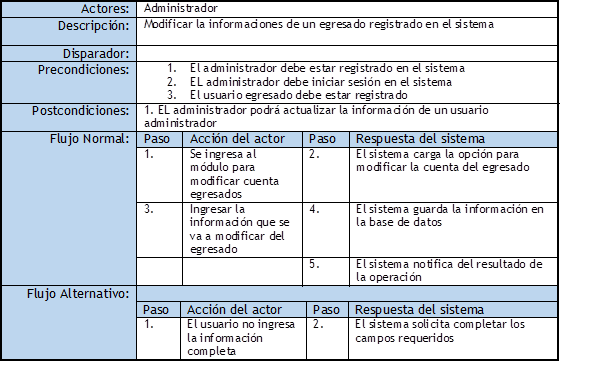 Actores: Administrador
Descripción: Modificar la informaciones de un egresado registrado en el sistema
Disparador:
Precondiciones: 1. El administrador debe estar registrado en el sistema
2. EL administrador debe iniciar sesión en el sistema
3. El usuario egresado debe estar registrado
Postcondiciones: 1. EL administrador podrá actualizar la información de un usuario
administrador
Flujo Normal: Paso Acción del actor Paso Respuesta del sistema
1. Se ingresa al 2. El sistema carga la opción para
módulo para modificar la cuenta del egresado
modificar cuenta
egresados
3. Ingresar la 4. El sistema guarda la información en
información que se la base de datos
va a modificar del
egresado
5. El sistema notifica del resultado de
la operación
Flujo Alternativo:
Paso Acción del actor Paso Respuesta del sistema
1. El usuario no ingresa 2. El sistema solicita completar los
la información campos requeridos
completa